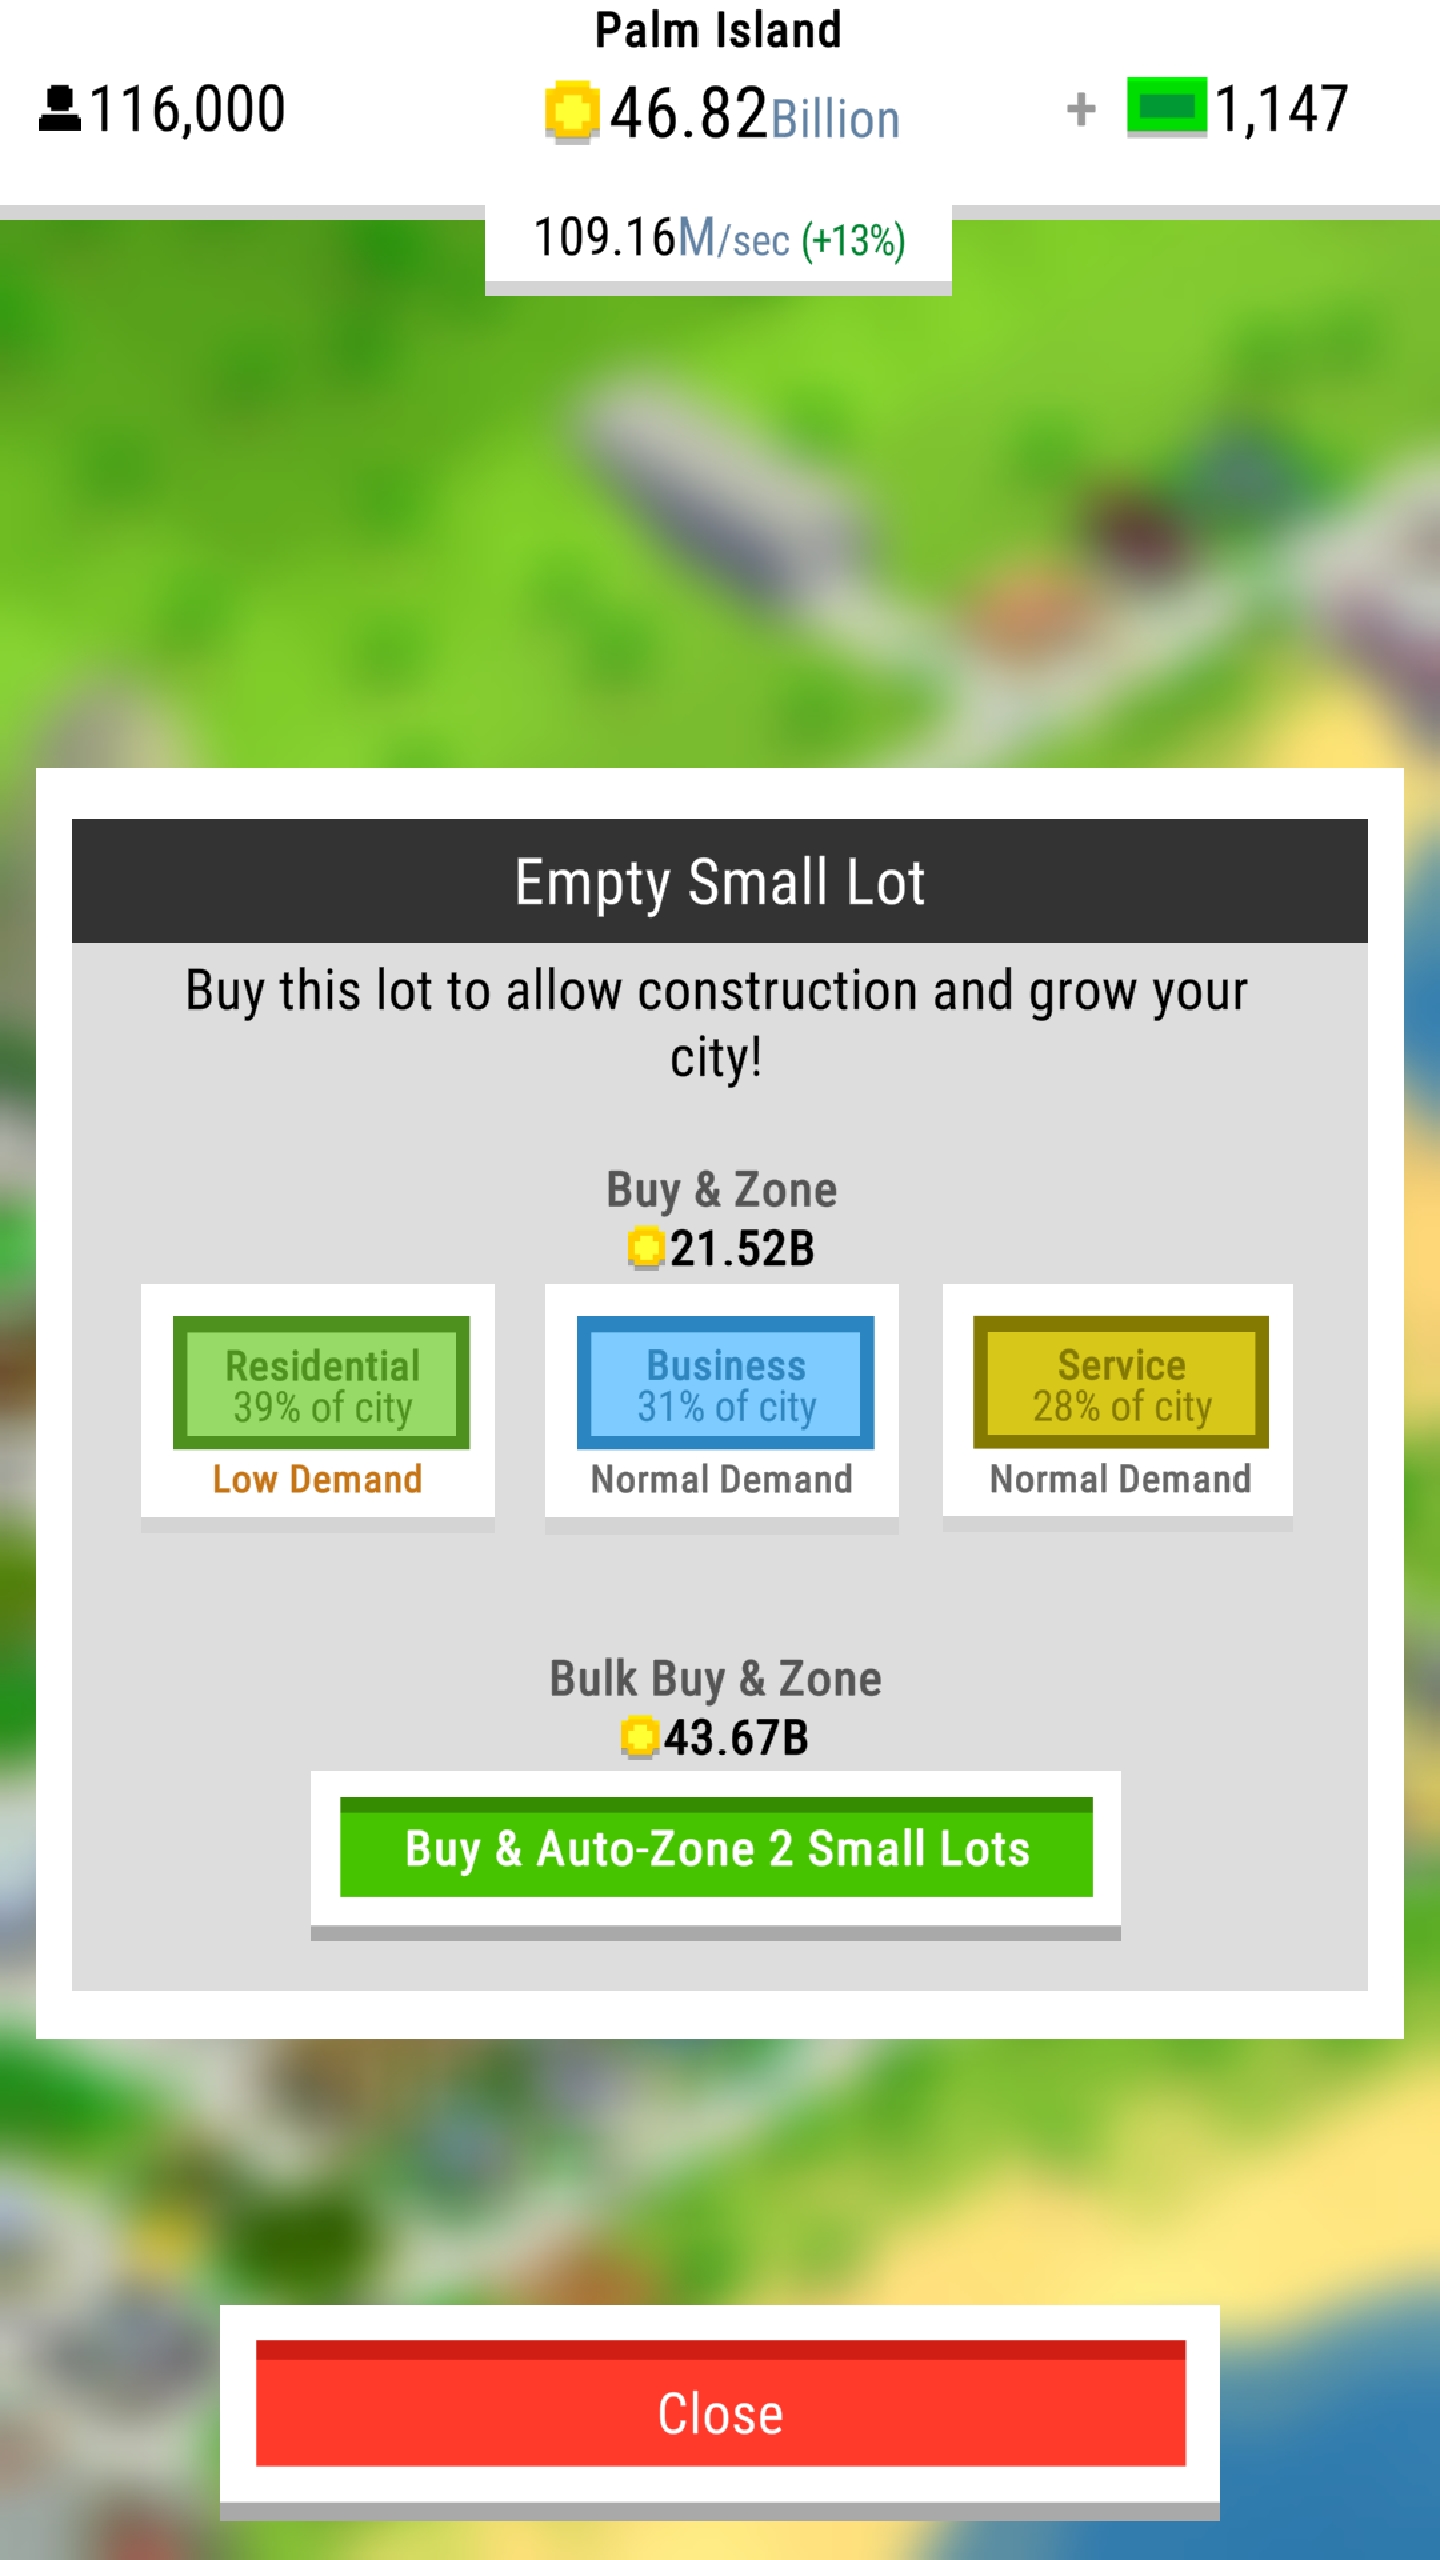 Palm Island
116,000
46.82Billion
+ 1,147
109.16M/sec (+13%)
Empty Small Lot
Buy this lot to allow construction and grow your
city!
Buy & Zone
21.52B
Residential
39% of city
Low Demand
Business
31% of city
Normal Demand
Service
28% of city
Normal Demand
Bulk Buy & Zone
43.67B
Buy & Auto-Zone 2 Small Lots
Close